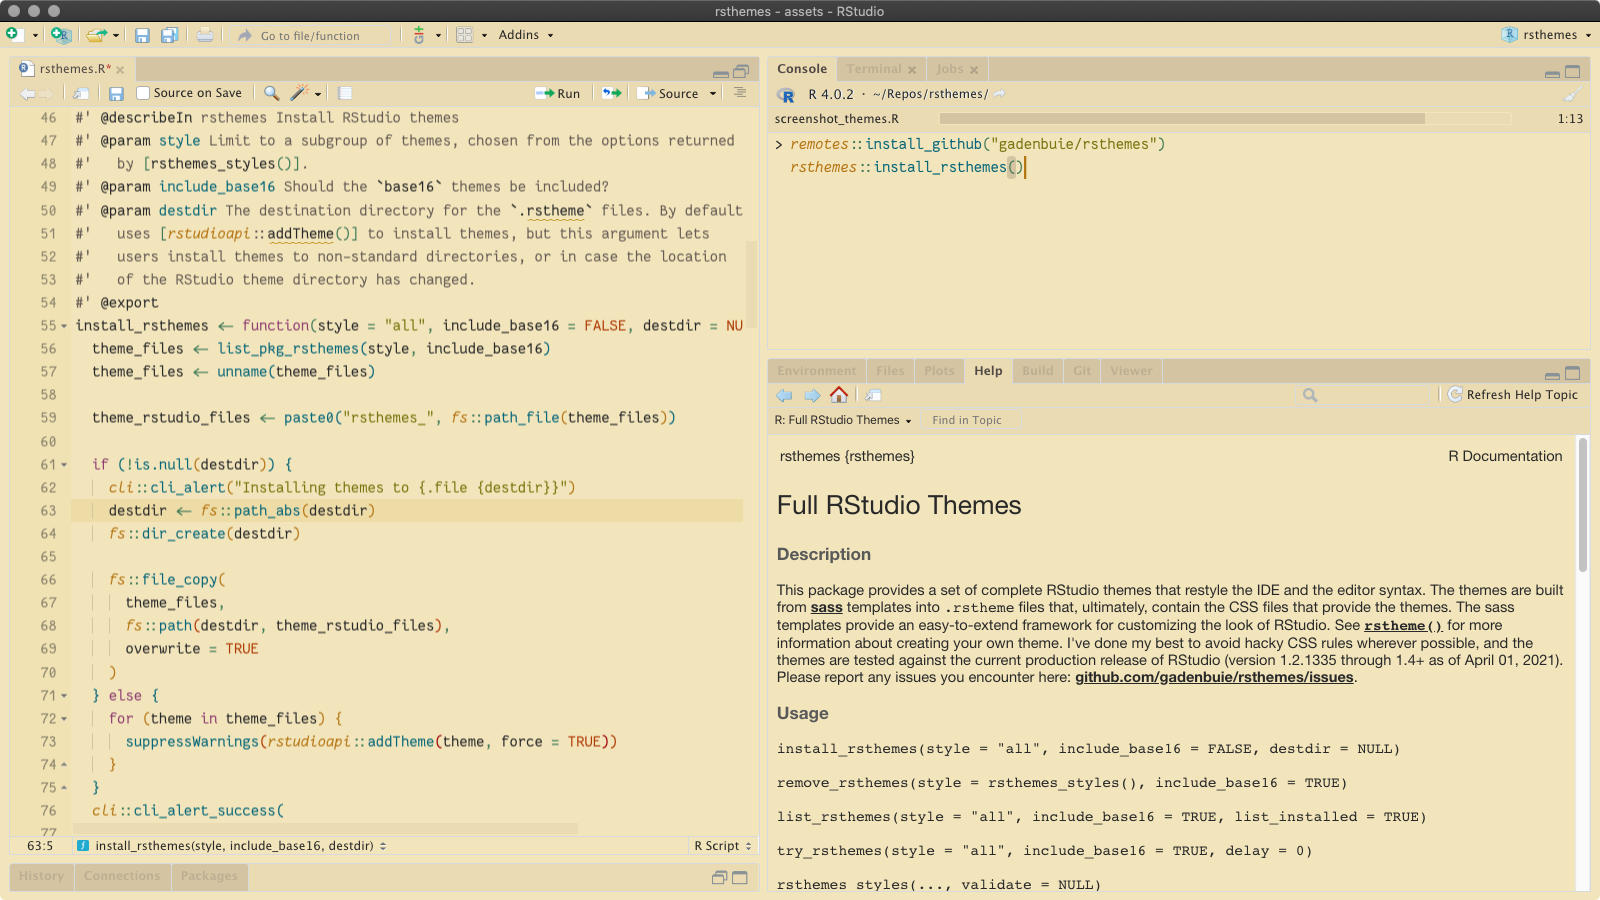 rsthemes - assets - RStudio
Go to file/function
Addins
rsthemes
rsthemes.R*
Source on Save
Run
Source
46 #' @describeIn rsthemes Install RStudio themes
47 #' @param style Limit to a subgroup of themes, chosen from the options returned
48 #'   by [rsthemes_styles()].
49 #' @param include_base16 Should the `base16` themes be included?
50 #' @param destdir The destination directory for the `.rstheme` files. By default
51 #'   uses [rstudioapi::addTheme()] to install themes, but this argument lets
52 #'   users install themes to non-standard directories, or in case the location
53 #'   of the RStudio theme directory has changed.
54 #' @export
55 install_rsthemes <- function(style = "all", include_base16 = FALSE, destdir = NU
56   theme_files <- list_pkg_rsthemes(style, include_base16)
57   theme_files <- unname(theme_files)
58
59   theme_rstudio_files <- paste0("rsthemes_", fs::path_file(theme_files))
60
61   if (!is.null(destdir)) {
62     cli::cli_alert("Installing themes to {.file {destdir}}")
63     destdir <- fs::path_abs(destdir)
64     fs::dir_create(destdir)
65
66     fs::file_copy(
67       theme_files,
68       fs::path(destdir, theme_rstudio_files),
69       overwrite = TRUE
70     )
71   } else {
72     for (theme in theme_files) {
73       suppressWarnings(rstudioapi::addTheme(theme, force = TRUE))
74     }
75   }
76   cli::cli_alert_success(
77
63:5 install_rsthemes(style, include_base16, destdir) R Script
History Connections Packages
Console Terminal Jobs
R 4.0.2 · ~/Repos/rsthemes/
screenshot_themes.R 1:13
> remotes::install_github("gadenbuie/rsthemes")
rsthemes::install_rsthemes()
Environment Files Plots Help Build Git Viewer
Refresh Help Topic
R: Full RStudio Themes Find in Topic
rsthemes {rsthemes} R Documentation
Full RStudio Themes
Description
This package provides a set of complete RStudio themes that restyle the IDE and the editor syntax. The themes are built
from sass templates into .rstheme files that, ultimately, contain the CSS files that provide the themes. The sass
templates provide an easy-to-extend framework for customizing the look of RStudio. See rstheme() for more
information about creating your own theme. I've done my best to avoid hacky CSS rules wherever possible, and the
themes are tested against the current production release of RStudio (version 1.2.1335 through 1.4+ as of April 01, 2021).
Please report any issues you encounter here: github.com/gadenbuie/rsthemes/issues.
Usage
install_rsthemes(style = "all", include_base16 = FALSE, destdir = NULL)
remove_rsthemes(style = rsthemes_styles(), include_base16 = TRUE)
list_rsthemes(style = "all", include_base16 = TRUE, list_installed = TRUE)
try_rsthemes(style = "all", include_base16 = TRUE, delay = 0)
rsthemes_styles(..., validate = NULL)